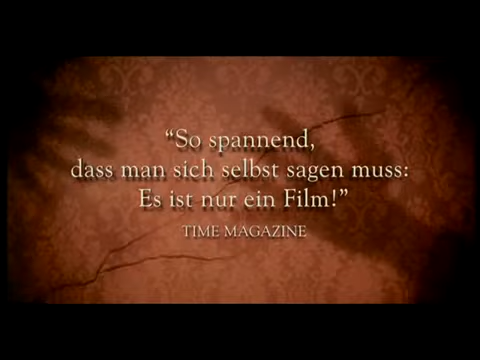 “So spannend,
dass man sich selbst sagen muss:
Es ist nur ein Film!”
TIME MAGAZINE